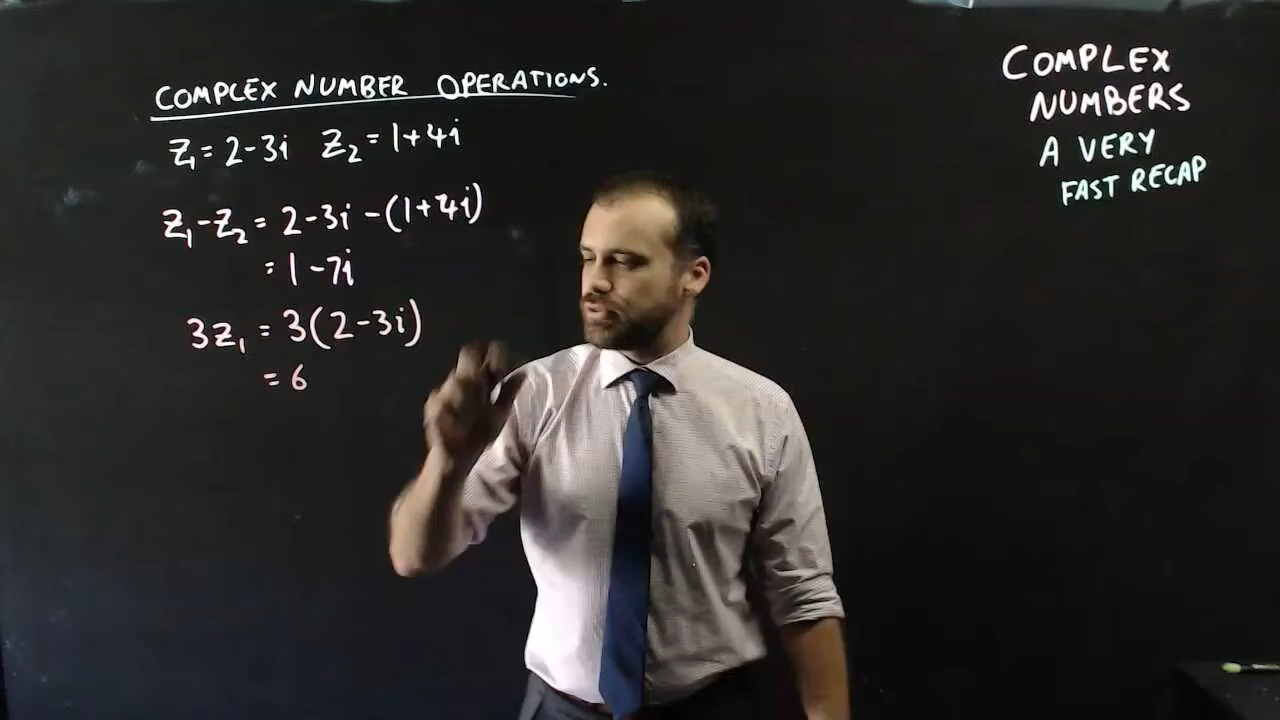 COMPLEX NUMBER OPERATIONS.
Z₁ = 2-3i Z₂ = 1+4i
Z₁-Z₂ = 2-3i -(1+4i)
= 1 -7i
3Z₁ = 3(2-3i)
= 6
COMPLEX
NUMBERS
A VERY
FAST RECAP